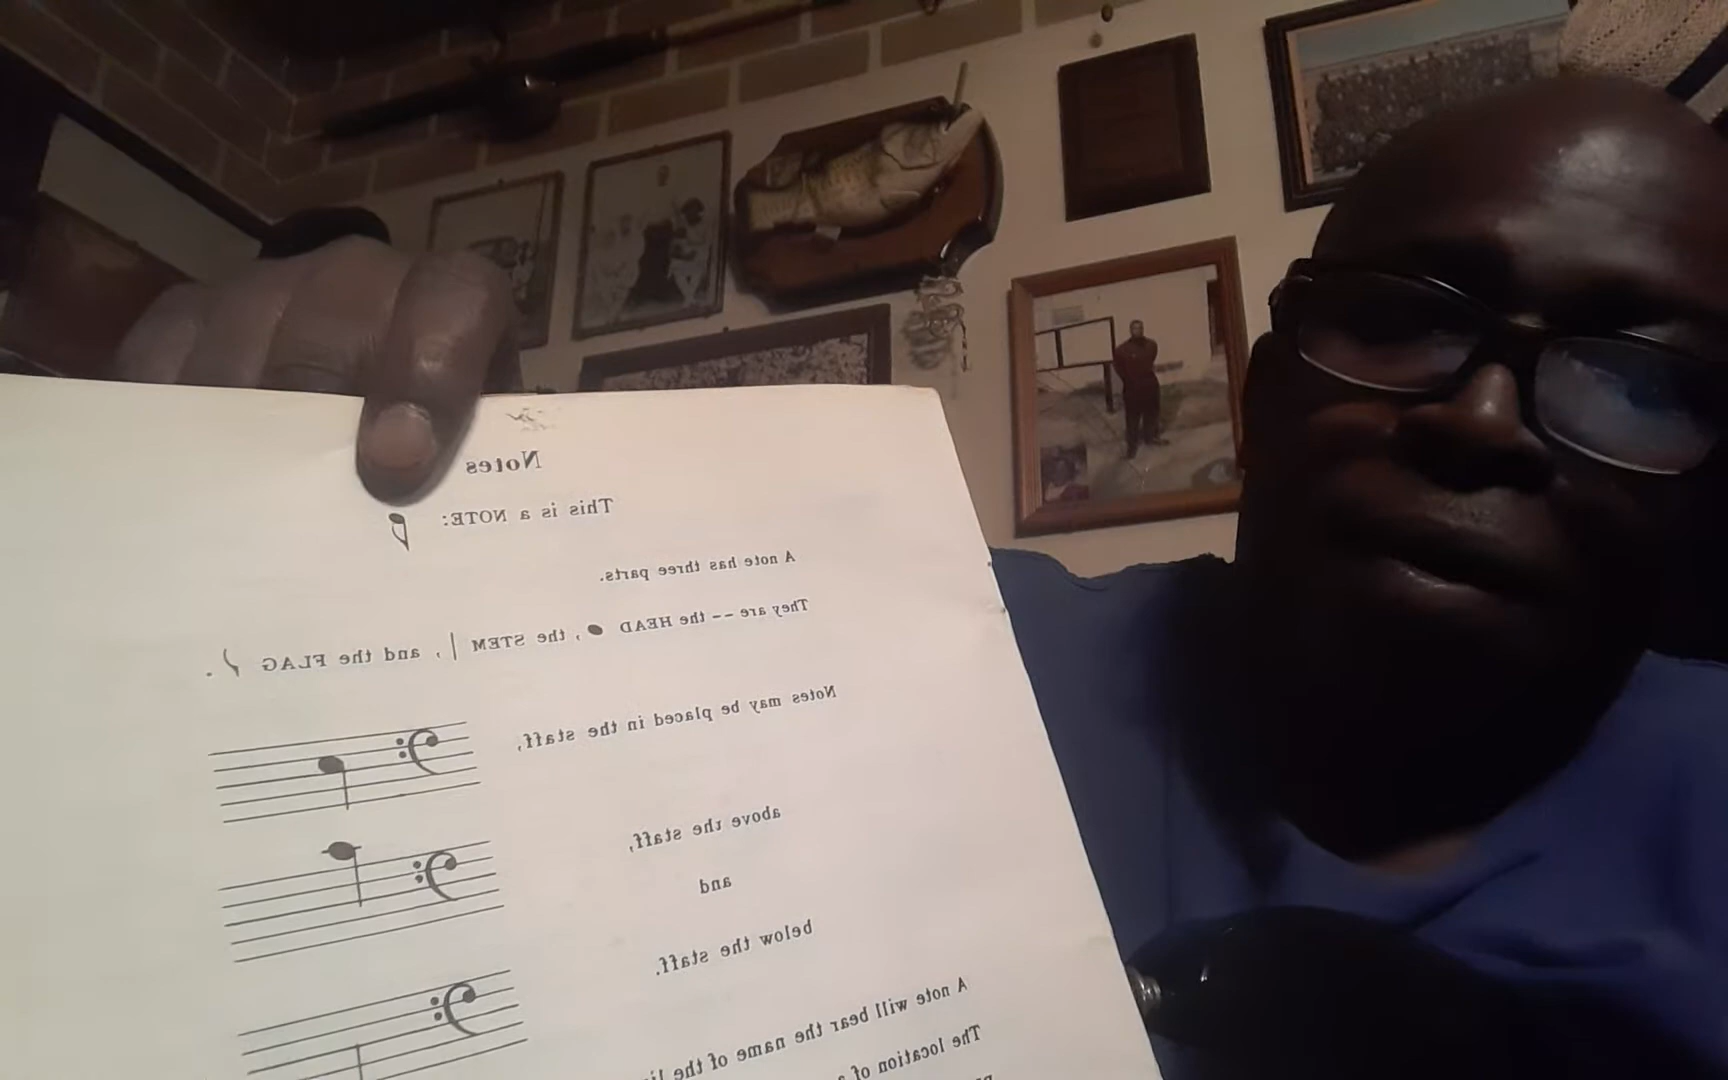 Notes
This is a NOTE:
A note has three parts.
They are -- the HEAD , the STEM , and the FLAG .
Notes may be placed in the staff,
above the staff,
and
below the staff.
A note will bear the name of the
The location of